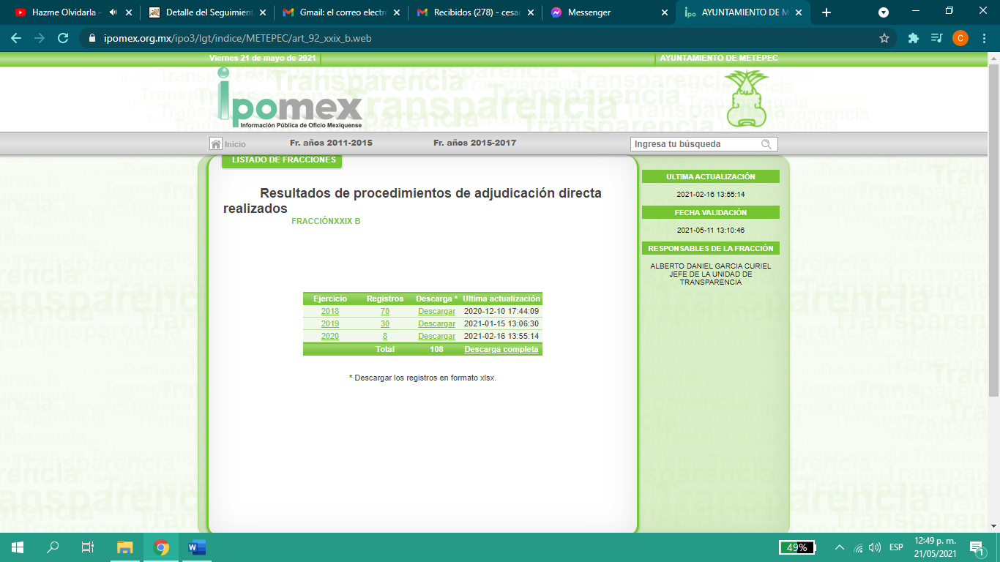 Hazme Olvidarla -
Detalle del Seguimient
Gmail: el correo electró
Recibidos (278) - cesar
Messenger
AYUNTAMIENTO DE M
ipomex.org.mx/ipo3/lgt/indice/METEPEC/art_92_xxix_b.web
C
Viernes 21 de mayo de 2021
AYUNTAMIENTO DE METEPEC
ipomex
Información Pública de Oficio Mexiquense
Inicio
Fr. años 2011-2015
Fr. años 2015-2017
Ingresa tu búsqueda
LISTADO DE FRACCIONES
Resultados de procedimientos de adjudicación directa
realizados
FRACCIÓNXXIX B
Ejercicio Registros Descarga * Ultima actualización
2018 70 Descargar 2020-12-10 17:44:09
2019 30 Descargar 2021-01-15 13:06:30
2020 8 Descargar 2021-02-16 13:55:14
Total 108 Descarga completa
* Descargar los registros en formato xlsx.
ULTIMA ACTUALIZACIÓN
2021-02-16 13:55:14
FECHA VALIDACIÓN
2021-05-11 13:10:46
RESPONSABLES DE LA FRACCIÓN
ALBERTO DANIEL GARCIA CURIEL
JEFE DE LA UNIDAD DE
TRANSPARENCIA
49%
ESP
12:49 p. m.
21/05/2021
1